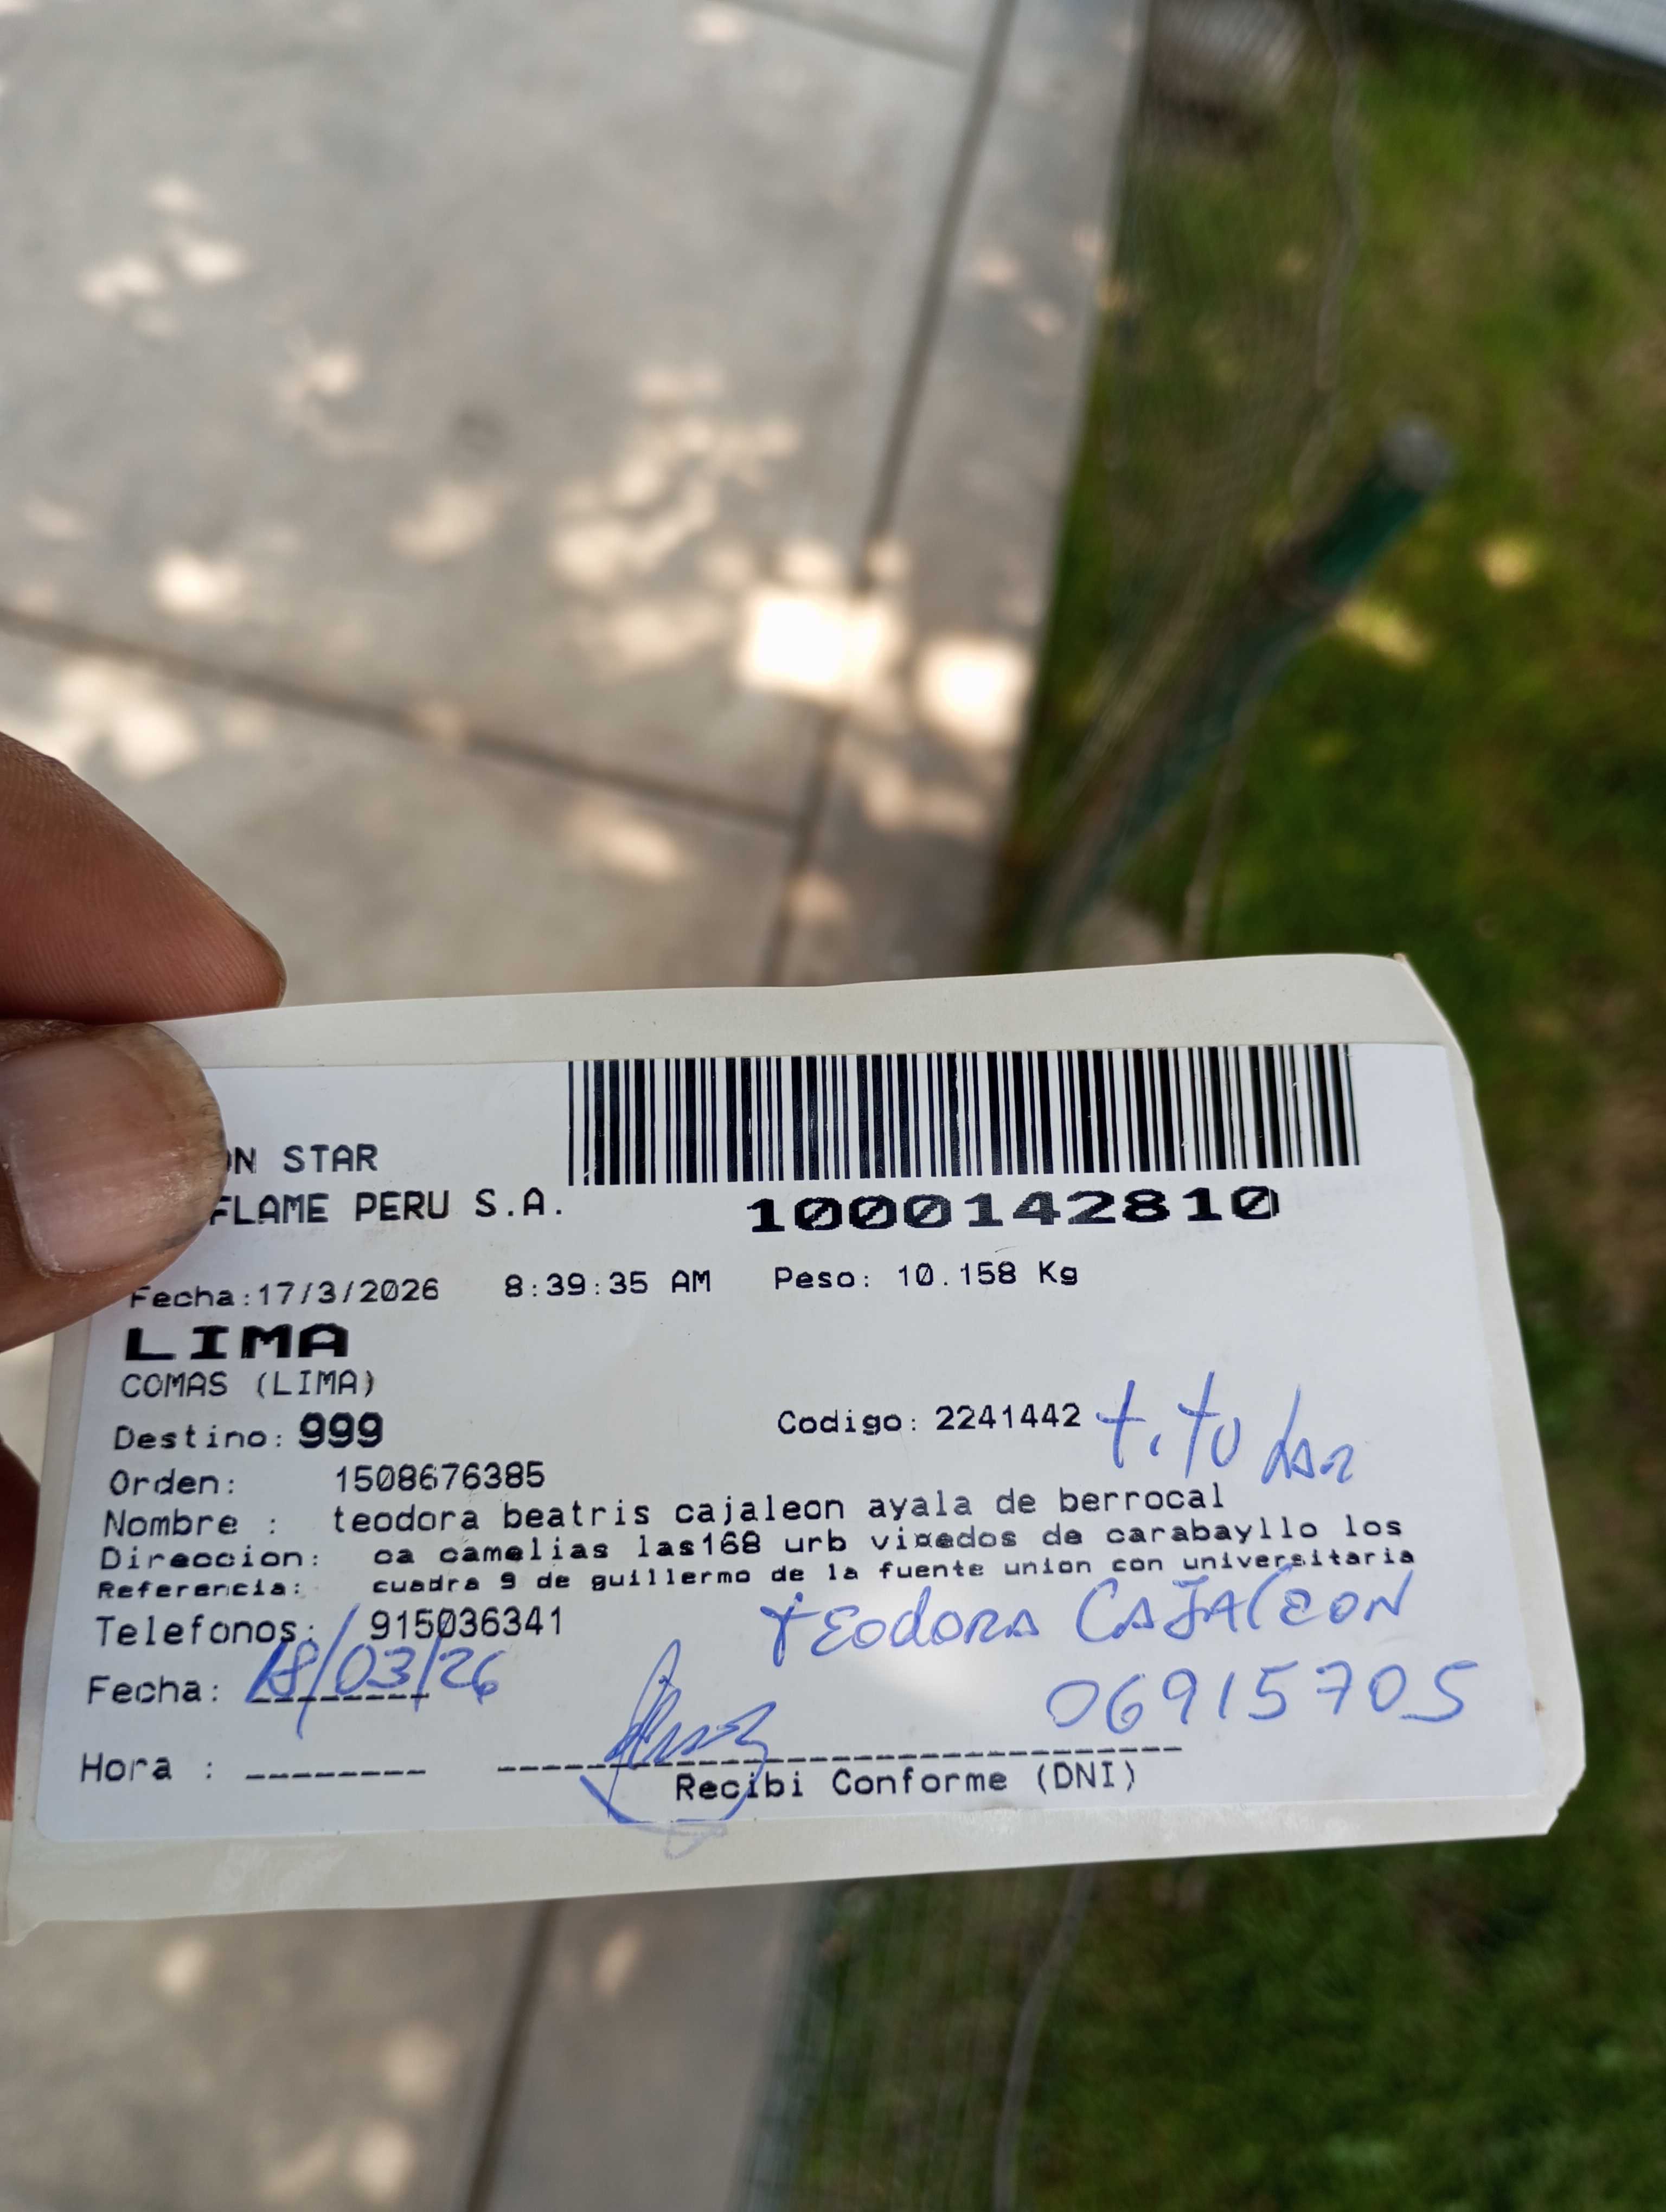 ON STAR
FLAME PERU S.A.
1000142810
Fecha:17/3/2026 8:39:35 AM Peso: 10.158 Kg
LIMA
COMAS (LIMA)
Destino: 999 Codigo: 2241442 titular
Orden: 1508676385
Nombre : teodora beatris cajaleon ayala de berrocal
Direccion: ca camelias las168 urb viñedos de carabayllo los
Referencia: cuadra 9 de guillermo de la fuente union con universitaria
Telefonos: 915036341 TEODORA CAJALEON
Fecha: 18/03/26 06915705
Hora :
Recibi Conforme (DNI)